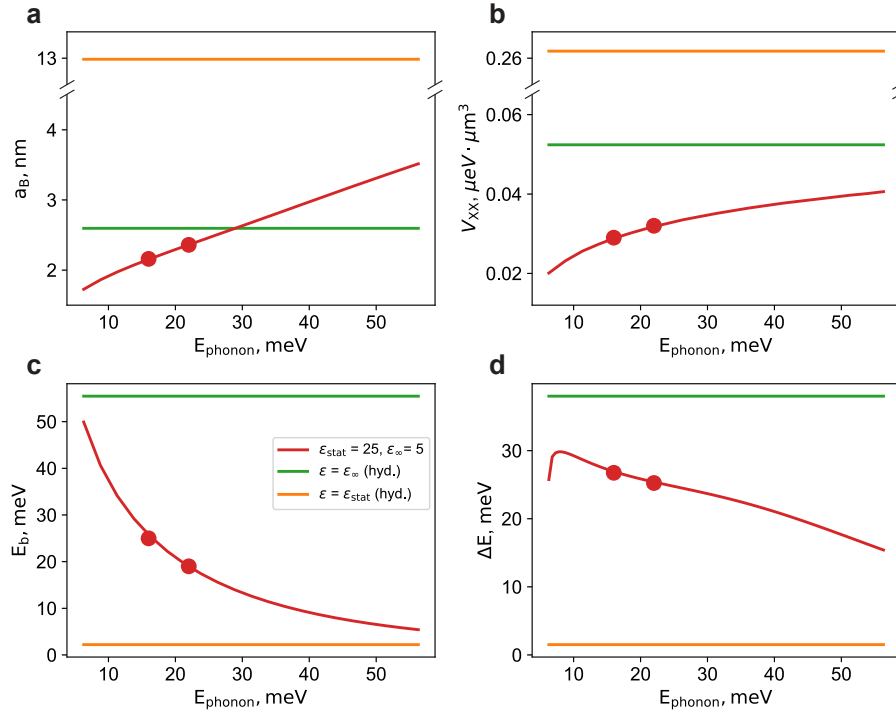 a
13
4
3
2
a_B, nm
10 20 30 40 50
E_phonon, meV
b
0.26
0.06
0.04
0.02
V_XX, μeV · μm³
10 20 30 40 50
E_phonon, meV
c
50
40
30
20
10
0
E_b, meV
ε_stat = 25, ε_∞ = 5
ε = ε_∞ (hyd.)
ε = ε_stat (hyd.)
10 20 30 40 50
E_phonon, meV
d
30
20
10
0
ΔE, meV
10 20 30 40 50
E_phonon, meV